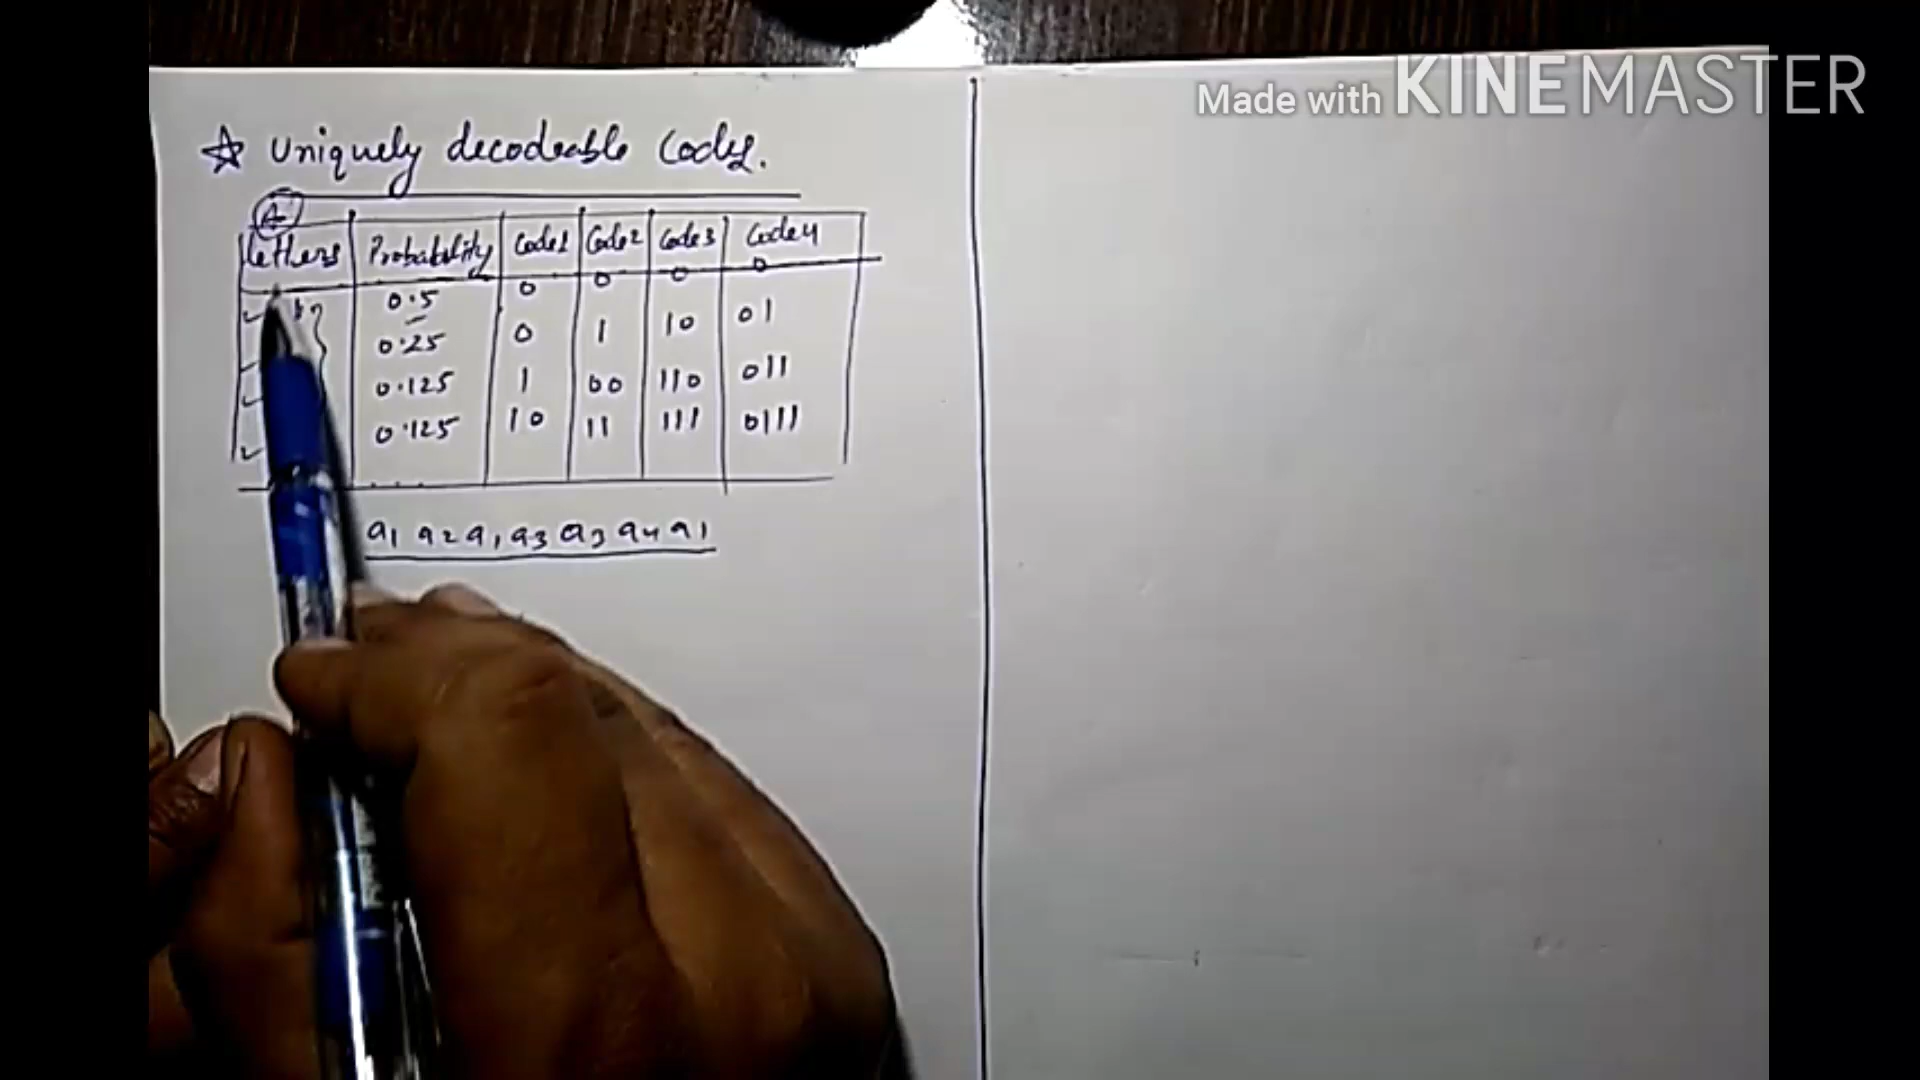 Made with KINEMASTER
☆ Uniquely decodeable Codes.
A
letters Probability Code1 Code2 Code3 Code4
0.5 0 0 0 0
0.25 0 1 10 01
0.125 1 00 110 011
0.125 10 11 111 0111
a1 a2 a1 a3 a3 a4 a1